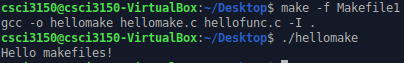 csci3150@csci3150-VirtualBox:~/Desktop$ make -f Makefile1
gcc -o hellomake hellomake.c hellofunc.c -I .
csci3150@csci3150-VirtualBox:~/Desktop$ ./hellomake
Hello makefiles!